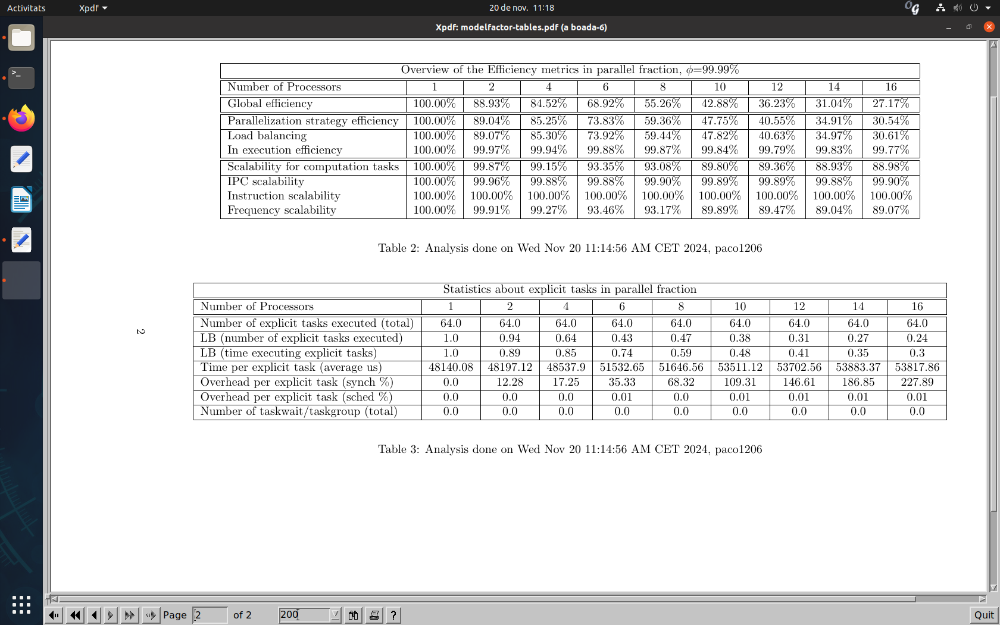 Activitats Xpdf 20 de nov. 11:18
Xpdf: modelfactor-tables.pdf (a boada-6)
Overview of the Efficiency metrics in parallel fraction, ϕ=99.99%
Number of Processors 1 2 4 6 8 10 12 14 16
Global efficiency 100.00% 88.93% 84.52% 68.92% 55.26% 42.88% 36.23% 31.04% 27.17%
Parallelization strategy efficiency 100.00% 89.04% 85.25% 73.83% 59.36% 47.75% 40.55% 34.91% 30.54%
Load balancing 100.00% 89.07% 85.30% 73.92% 59.44% 47.82% 40.63% 34.97% 30.61%
In execution efficiency 100.00% 99.97% 99.94% 99.88% 99.87% 99.84% 99.79% 99.83% 99.77%
Scalability for computation tasks 100.00% 99.87% 99.15% 93.35% 93.08% 89.80% 89.36% 88.93% 88.98%
IPC scalability 100.00% 99.96% 99.88% 99.88% 99.90% 99.89% 99.89% 99.88% 99.90%
Instruction scalability 100.00% 100.00% 100.00% 100.00% 100.00% 100.00% 100.00% 100.00% 100.00%
Frequency scalability 100.00% 99.91% 99.27% 93.46% 93.17% 89.89% 89.47% 89.04% 89.07%
Table 2: Analysis done on Wed Nov 20 11:14:56 AM CET 2024, paco1206
Statistics about explicit tasks in parallel fraction
Number of Processors 1 2 4 6 8 10 12 14 16
Number of explicit tasks executed (total) 64.0 64.0 64.0 64.0 64.0 64.0 64.0 64.0 64.0
LB (number of explicit tasks executed) 1.0 0.94 0.64 0.43 0.47 0.38 0.31 0.27 0.24
LB (time executing explicit tasks) 1.0 0.89 0.85 0.74 0.59 0.48 0.41 0.35 0.3
Time per explicit task (average us) 48140.08 48197.12 48537.9 51532.65 51646.56 53511.12 53702.56 53883.37 53817.86
Overhead per explicit task (synch %) 0.0 12.28 17.25 35.33 68.32 109.31 146.61 186.85 227.89
Overhead per explicit task (sched %) 0.0 0.0 0.0 0.01 0.0 0.01 0.01 0.01 0.01
Number of taskwait/taskgroup (total) 0.0 0.0 0.0 0.0 0.0 0.0 0.0 0.0 0.0
Table 3: Analysis done on Wed Nov 20 11:14:56 AM CET 2024, paco1206
2
Page 2 of 2 200 ? Quit